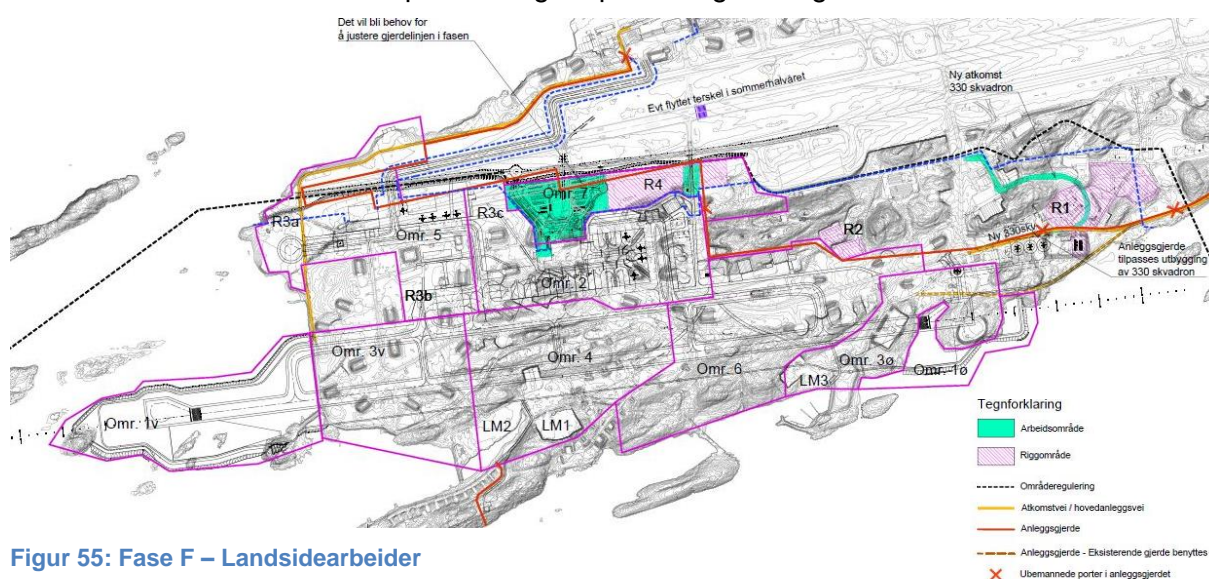 Det vil bli behov for
å justere gjerdelinjen i fasen
Ny atkomst
330 skvadron
Evt flyttet terskel i sommerhalvåret
R4
R3a
R3c
Omr. 5
R1
R2
Ny 330skv
Anleggsgjerde
tilpasses utbygging
av 330 skvadron
Omr. 2
R3b
Omr. 3v
Omr. 4
Omr. 6
Omr. 3ø
Omr. 1ø
LM3
Omr. 1v
LM2
LM1
Tegnforklaring
Arbeidsområde
Riggområde
Områderegulering
Atkomstvei / hovedanleggsvei
Anleggsgjerde
Anleggsgjerde - Eksisterende gjerde benyttes
Ubemannede porter i anleggsgjerdet
Figur 55: Fase F – Landsidearbeider